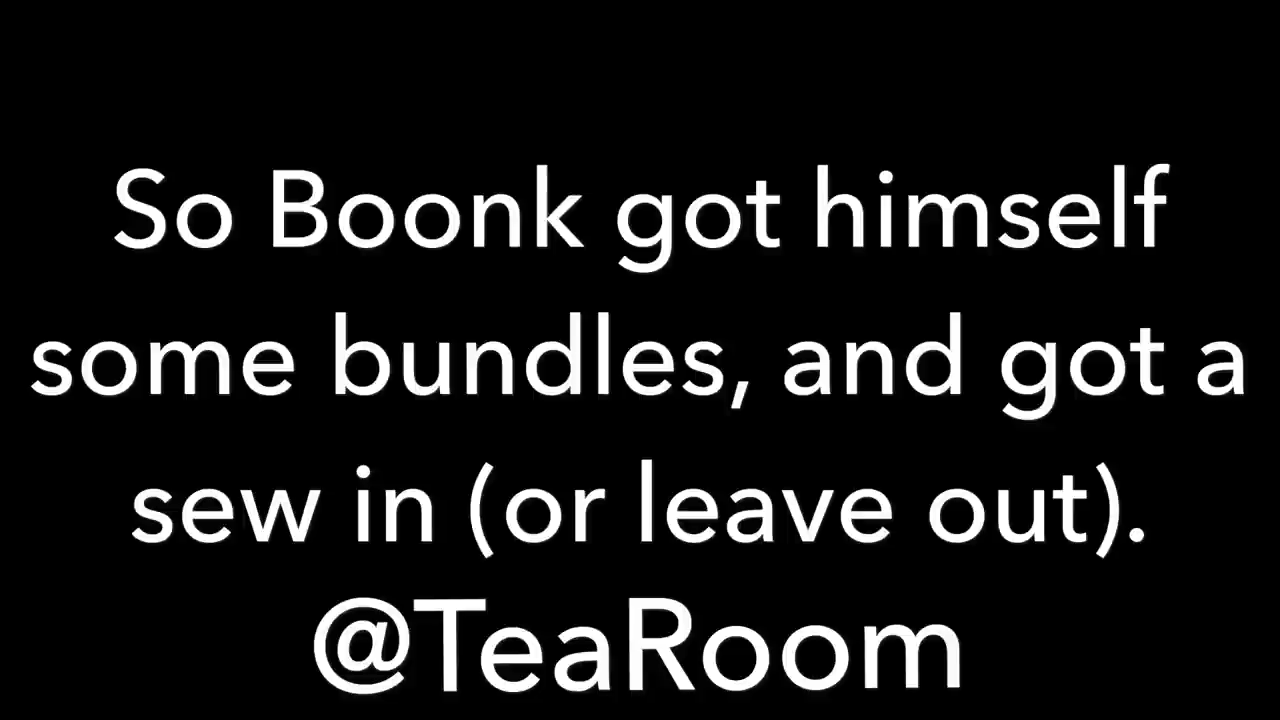 So Boonk got himself
some bundles, and got a
sew in (or leave out).
@TeaRoom